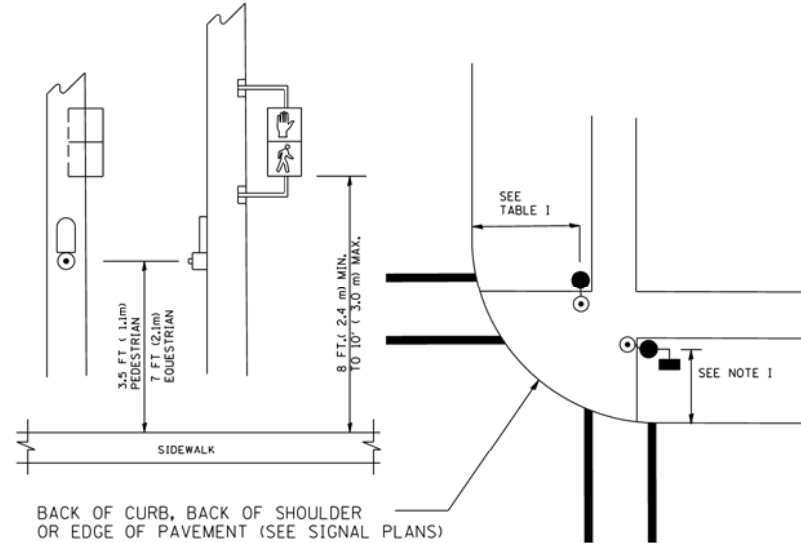 SEE
TABLE I
3.5 FT ( 1.1m)
PEDESTRIAN
7 FT (2.1m)
EQUESTRIAN
8 FT.( 2.4 m) MIN.
TO 10' ( 3.0 m) MAX.
SEE NOTE I
SIDEWALK
BACK OF CURB, BACK OF SHOULDER
OR EDGE OF PAVEMENT (SEE SIGNAL PLANS)